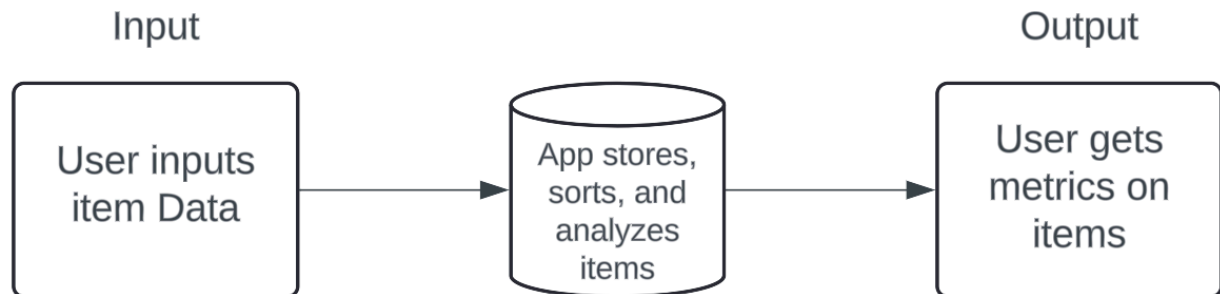 Input
Output
User inputs
item Data
App stores,
sorts, and
analyzes
items
User gets
metrics on
items